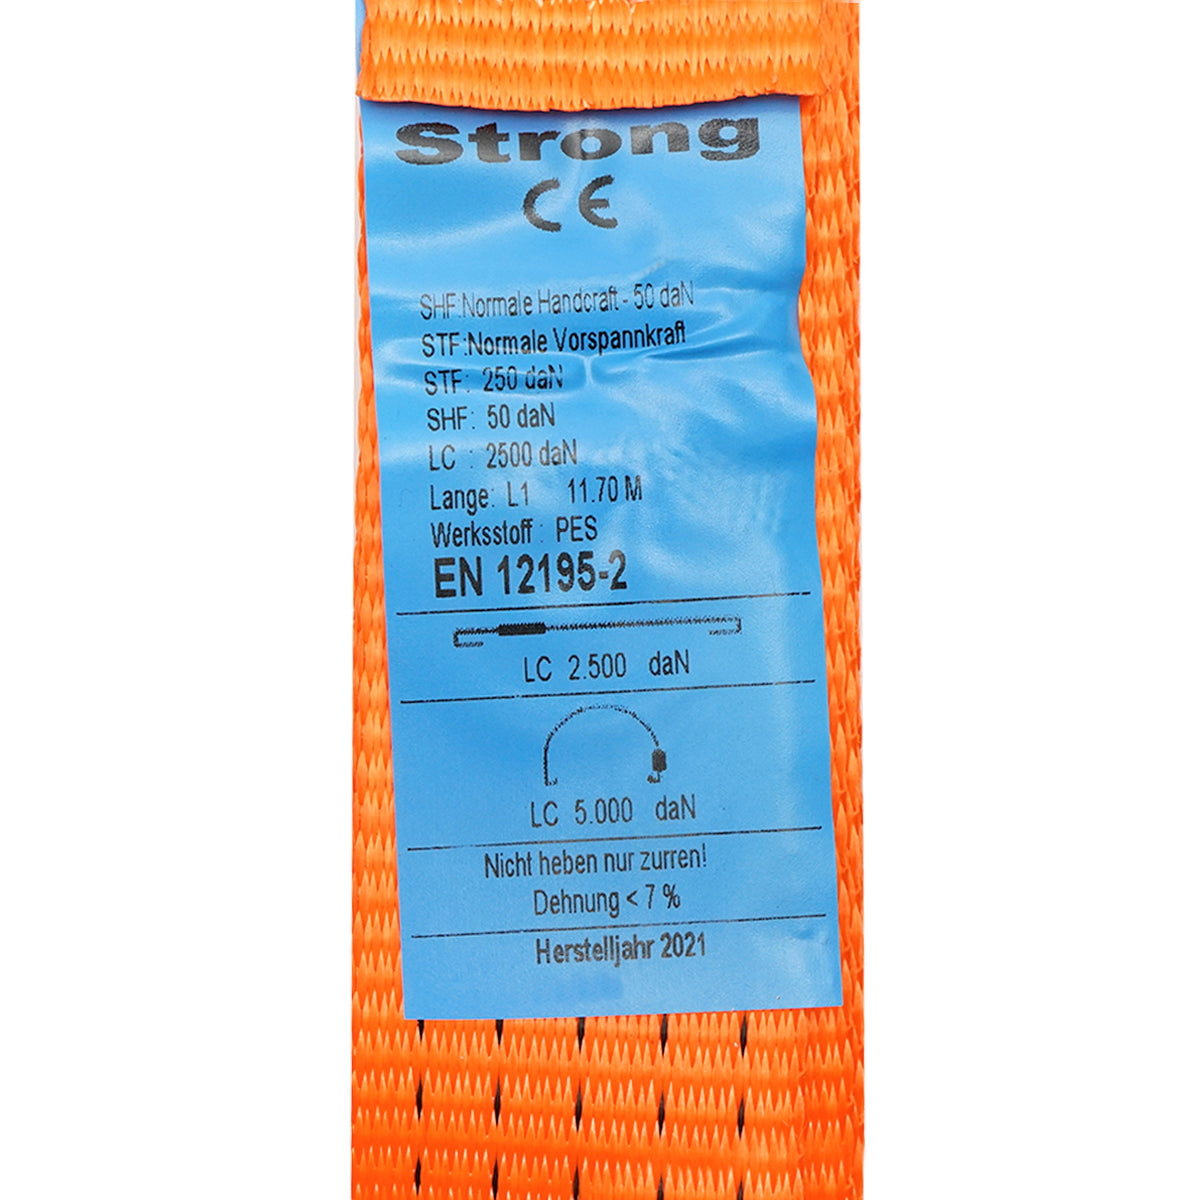 Strong
CE
SHF:Normale Handcraft - 50 daN
STF:Normale Vorspannkraft
STF: 250 daN
SHF: 50 daN
LC : 2500 daN
Lange: L1 11.70 M
Werksstoff : PES
EN 12195-2
LC 2.500 daN
LC 5.000 daN
Nicht heben nur zurren!
Dehnung < 7 %
Herstelljahr 2021